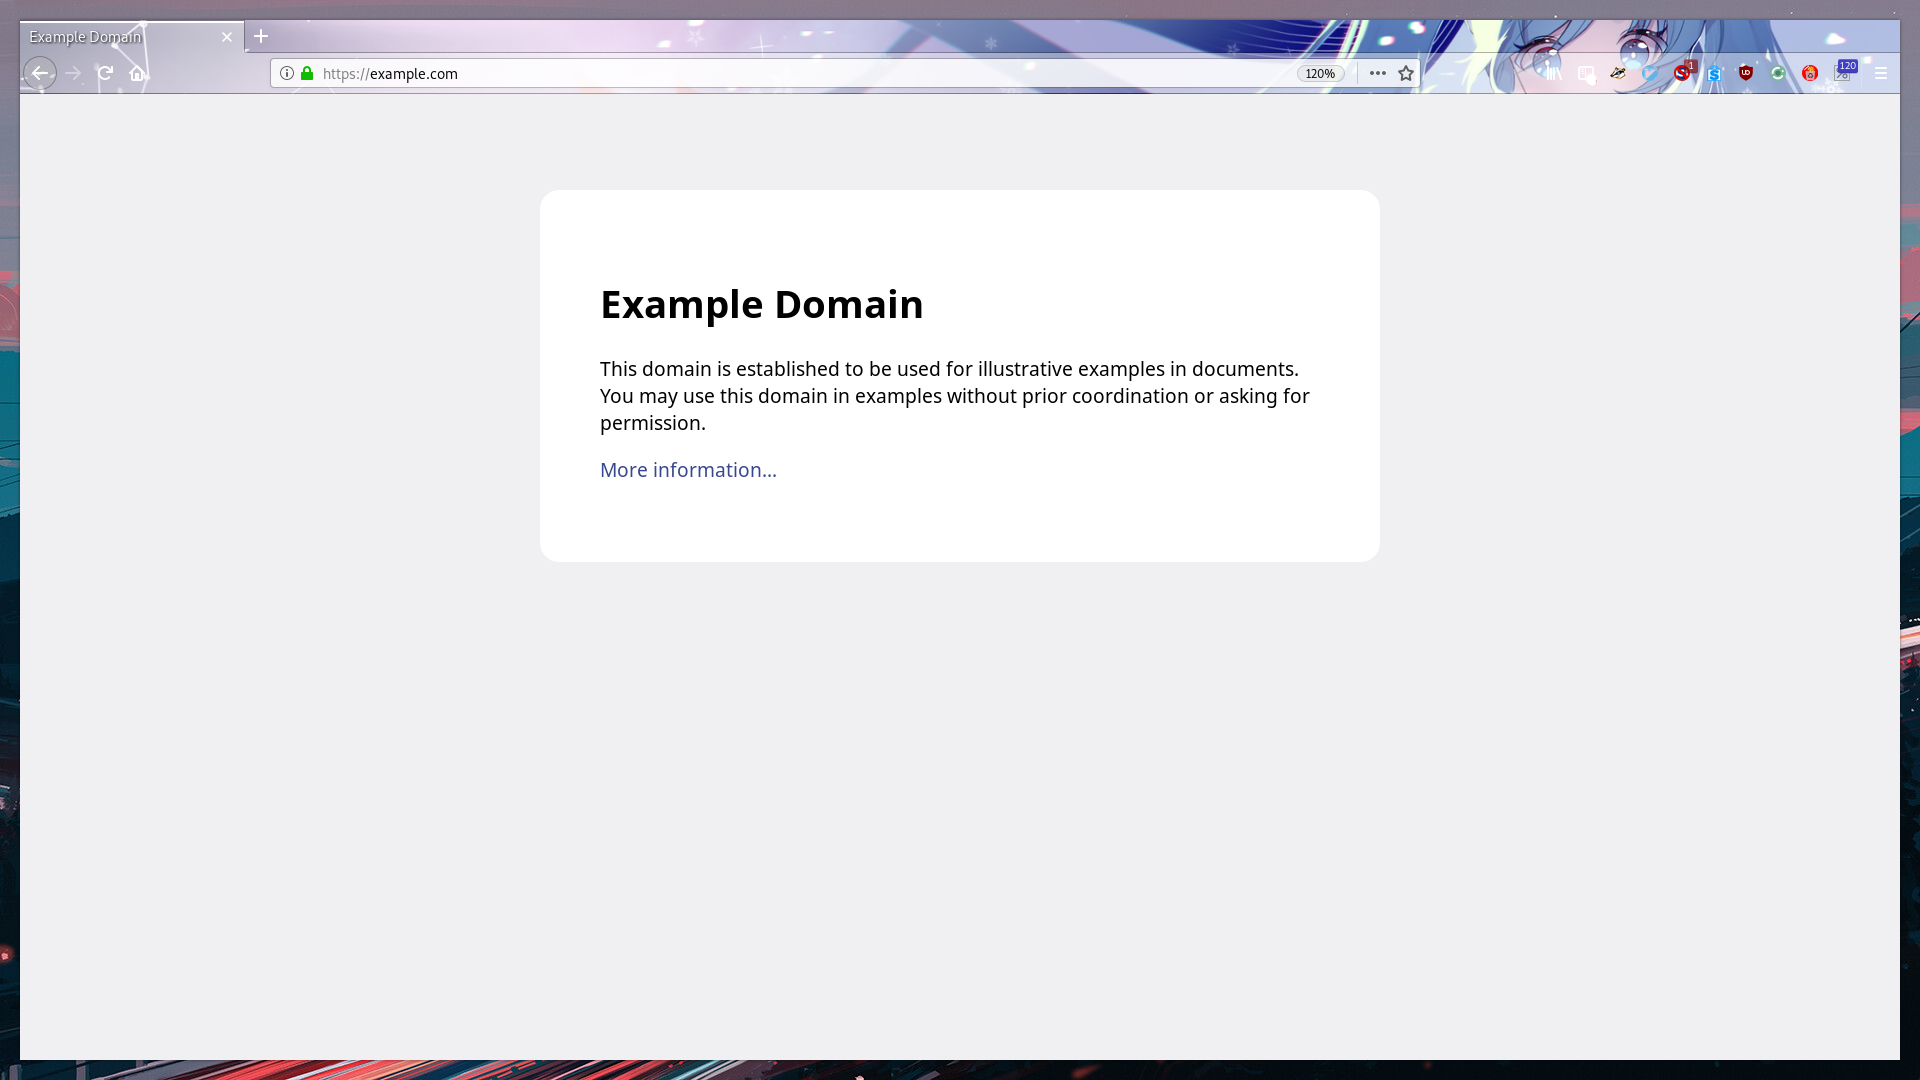 Example Domain
https://example.com
120%
1
120
Example Domain
This domain is established to be used for illustrative examples in documents.
You may use this domain in examples without prior coordination or asking for
permission.
More information...